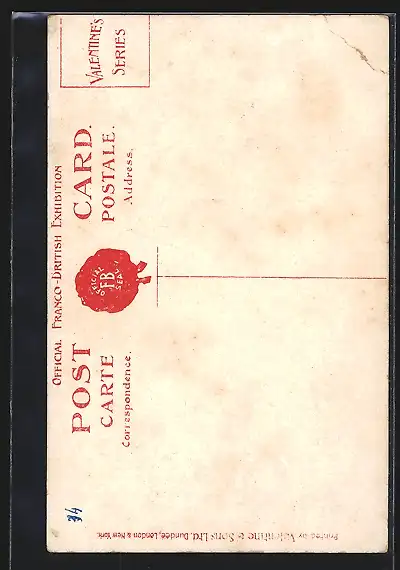 OFFICIAL FRANCO-BRITISH EXHIBITION
POST CARD.
CARTE POSTALE.
Correspondence. Address.
VALENTINE'S
SERIES
OFFICIAL
F.B.
SEAL
Printed by Valentine & Sons Ltd. Dundee, London & New York.